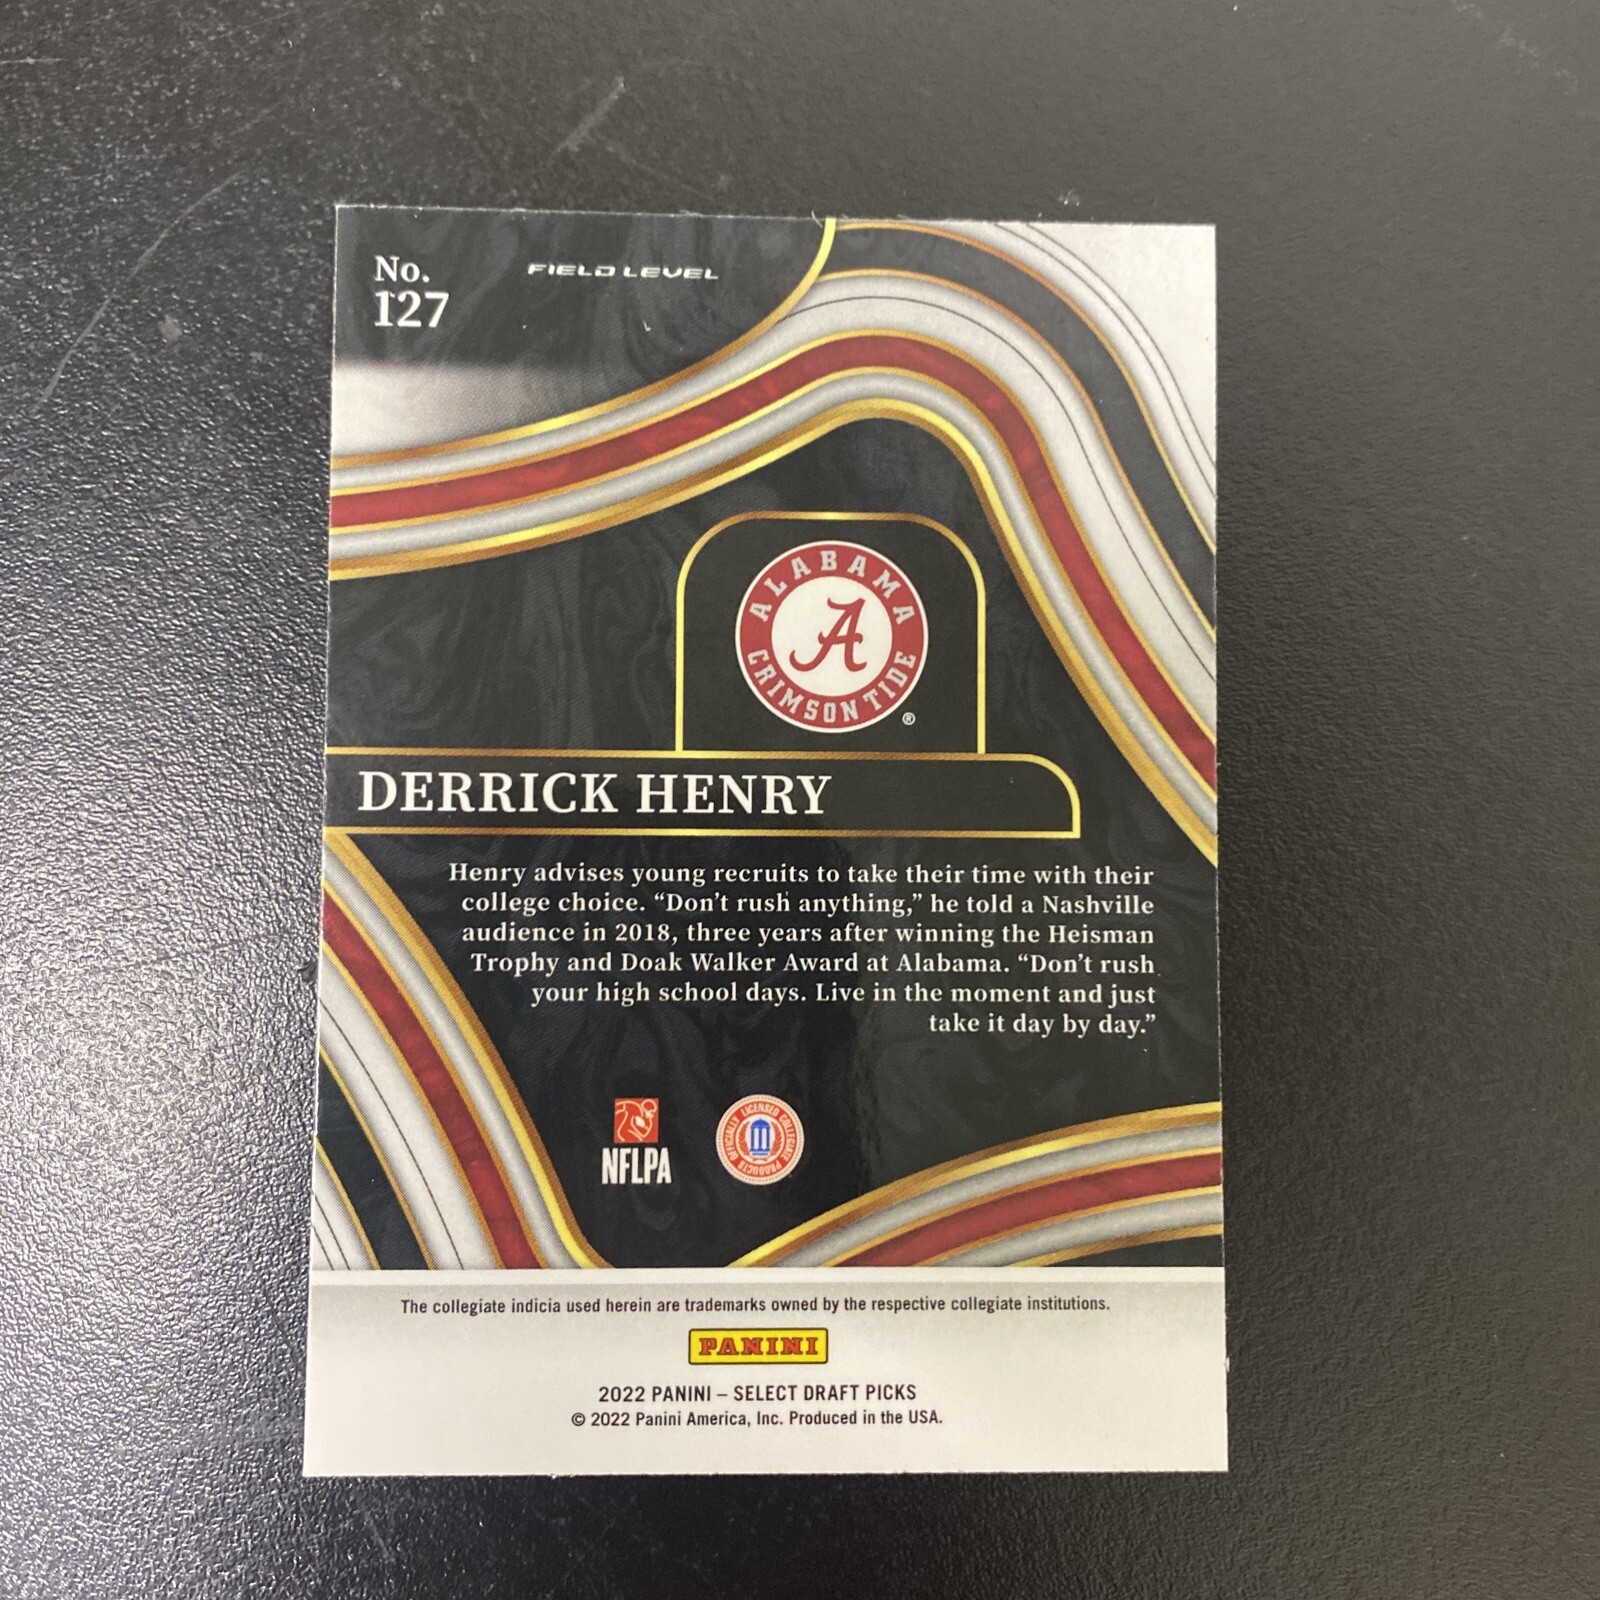 No.
127
FIELD LEVEL
ALABAMA
A
CRIMSON TIDE
®
DERRICK HENRY
Henry advises young recruits to take their time with their
college choice. “Don’t rush anything,” he told a Nashville
audience in 2018, three years after winning the Heisman
Trophy and Doak Walker Award at Alabama. “Don’t rush
your high school days. Live in the moment and just
take it day by day.”
NFLPA
OFFICIALLY LICENSED COLLEGIATE PRODUCTS
The collegiate indicia used herein are trademarks owned by the respective collegiate institutions.
PANINI
2022 PANINI – SELECT DRAFT PICKS
© 2022 Panini America, Inc. Produced in the USA.